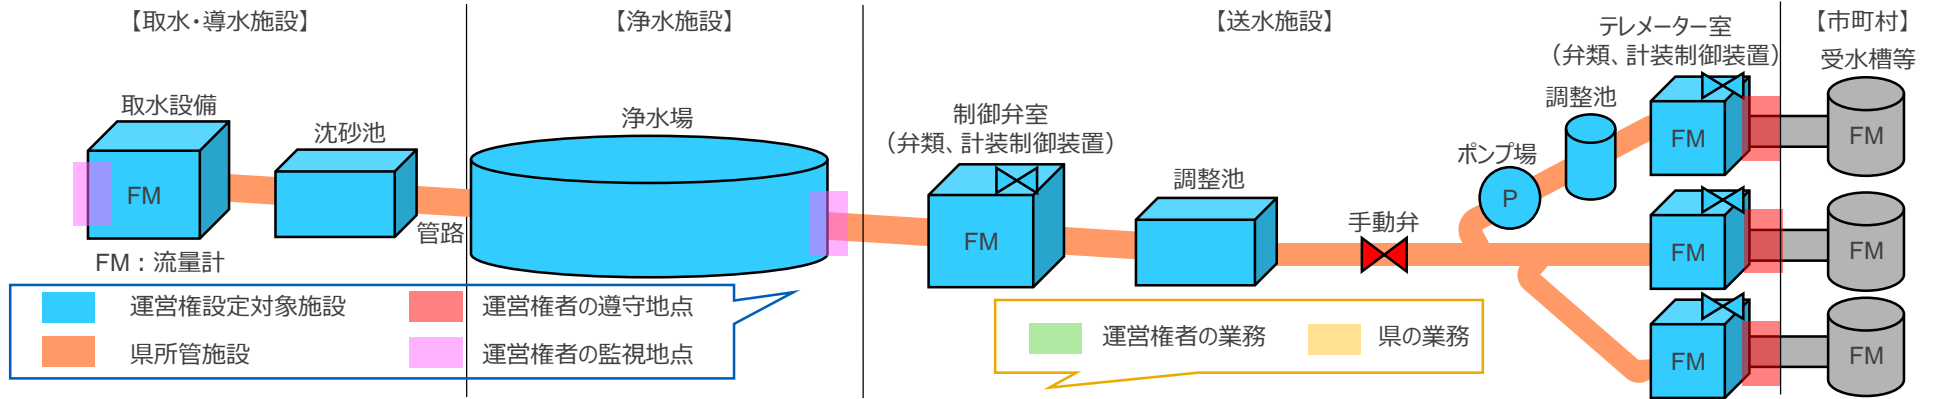 【取水・導水施設】
【浄水施設】
【送水施設】
【市町村】
テレメーター室
（弁類、計装制御装置）
受水槽等
取水設備
沈砂池
浄水場
制御弁室
（弁類、計装制御装置）
調整池
手動弁
ポンプ場
調整池
管路
FM
FM
P
FM
FM
FM
FM
FM
FM
FM：流量計
運営権設定対象施設
運営権者の遵守地点
県所管施設
運営権者の監視地点
運営権者の業務
県の業務